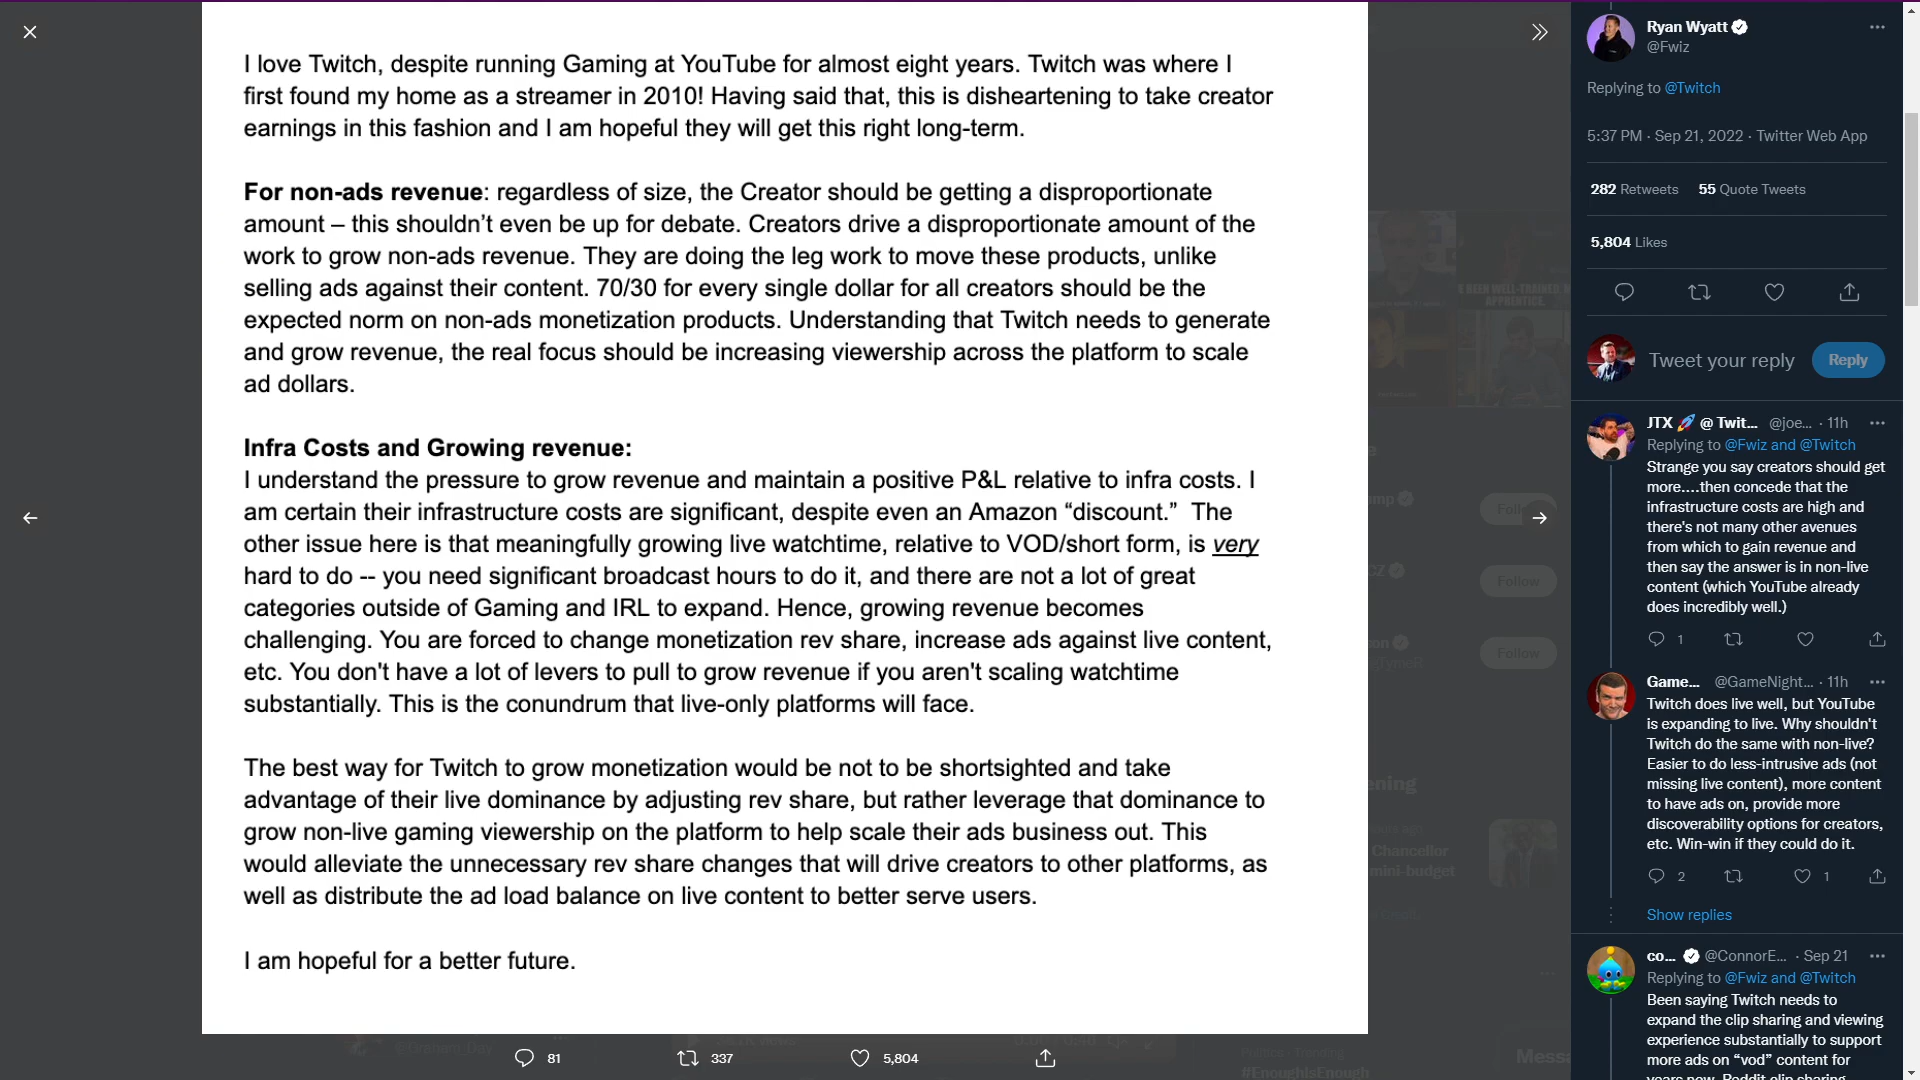 I love Twitch, despite running Gaming at YouTube for almost eight years. Twitch was where I
first found my home as a streamer in 2010! Having said that, this is disheartening to take creator
earnings in this fashion and I am hopeful they will get this right long-term.
For non-ads revenue: regardless of size, the Creator should be getting a disproportionate
amount – this shouldn’t even be up for debate. Creators drive a disproportionate amount of the
work to grow non-ads revenue. They are doing the leg work to move these products, unlike
selling ads against their content. 70/30 for every single dollar for all creators should be the
expected norm on non-ads monetization products. Understanding that Twitch needs to generate
and grow revenue, the real focus should be increasing viewership across the platform to scale
ad dollars.
Infra Costs and Growing revenue:
I understand the pressure to grow revenue and maintain a positive P&L relative to infra costs. I
am certain their infrastructure costs are significant, despite even an Amazon “discount.”  The
other issue here is that meaningfully growing live watchtime, relative to VOD/short form, is very
hard to do -- you need significant broadcast hours to do it, and there are not a lot of great
categories outside of Gaming and IRL to expand. Hence, growing revenue becomes
challenging. You are forced to change monetization rev share, increase ads against live content,
etc. You don't have a lot of levers to pull to grow revenue if you aren't scaling watchtime
substantially. This is the conundrum that live-only platforms will face.
The best way for Twitch to grow monetization would be not to be shortsighted and take
advantage of their live dominance by adjusting rev share, but rather leverage that dominance to
grow non-live gaming viewership on the platform to help scale their ads business out. This
would alleviate the unnecessary rev share changes that will drive creators to other platforms, as
well as distribute the ad load balance on live content to better serve users.
I am hopeful for a better future.
81 337 5,804
Follow
Follow
Chancellor
mini-budget
#EnoughIsEnough
Ryan Wyatt
@Fwiz
Replying to @Twitch
5:37 PM · Sep 21, 2022 · Twitter Web App
282 Retweets 55 Quote Tweets
5,804 Likes
Tweet your reply Reply
JTX 🚀 @ Twit... @joe... · 11h
Replying to @Fwiz and @Twitch
Strange you say creators should get
more....then concede that the
infrastructure costs are high and
there's not many other avenues
from which to gain revenue and
then say the answer is in non-live
content (which YouTube already
does incredibly well.)
1
Game... @GameNight... · 11h
Twitch does live well, but YouTube
is expanding to live. Why shouldn't
Twitch do the same with non-live?
Easier to do less-intrusive ads (not
missing live content), more content
to have ads on, provide more
discoverability options for creators,
etc. Win-win if they could do it.
2 1
Show replies
co... @ConnorE... · Sep 21
Replying to @Fwiz and @Twitch
Been saying Twitch needs to
expand the clip sharing and viewing
experience substantially to support
more ads on “vod” content for
years now. Reddit clip sharing